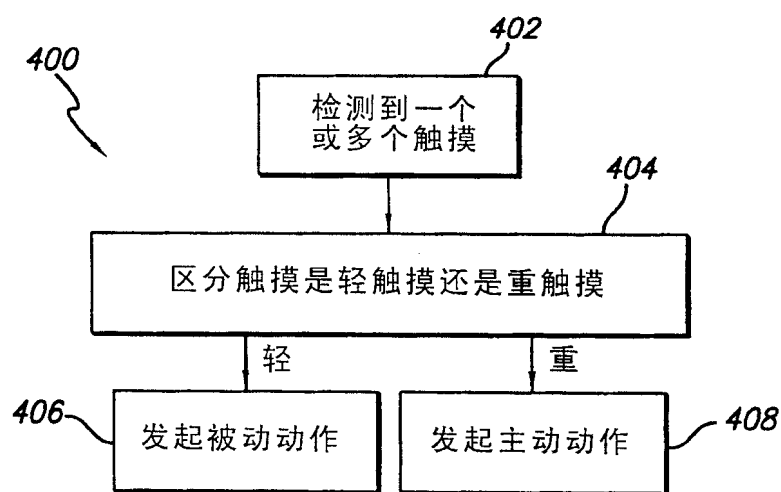 402
400
检测到一个
或多个触摸
404
区分触摸是轻触摸还是重触摸
轻
重
406
发起被动动作
发起主动动作
408